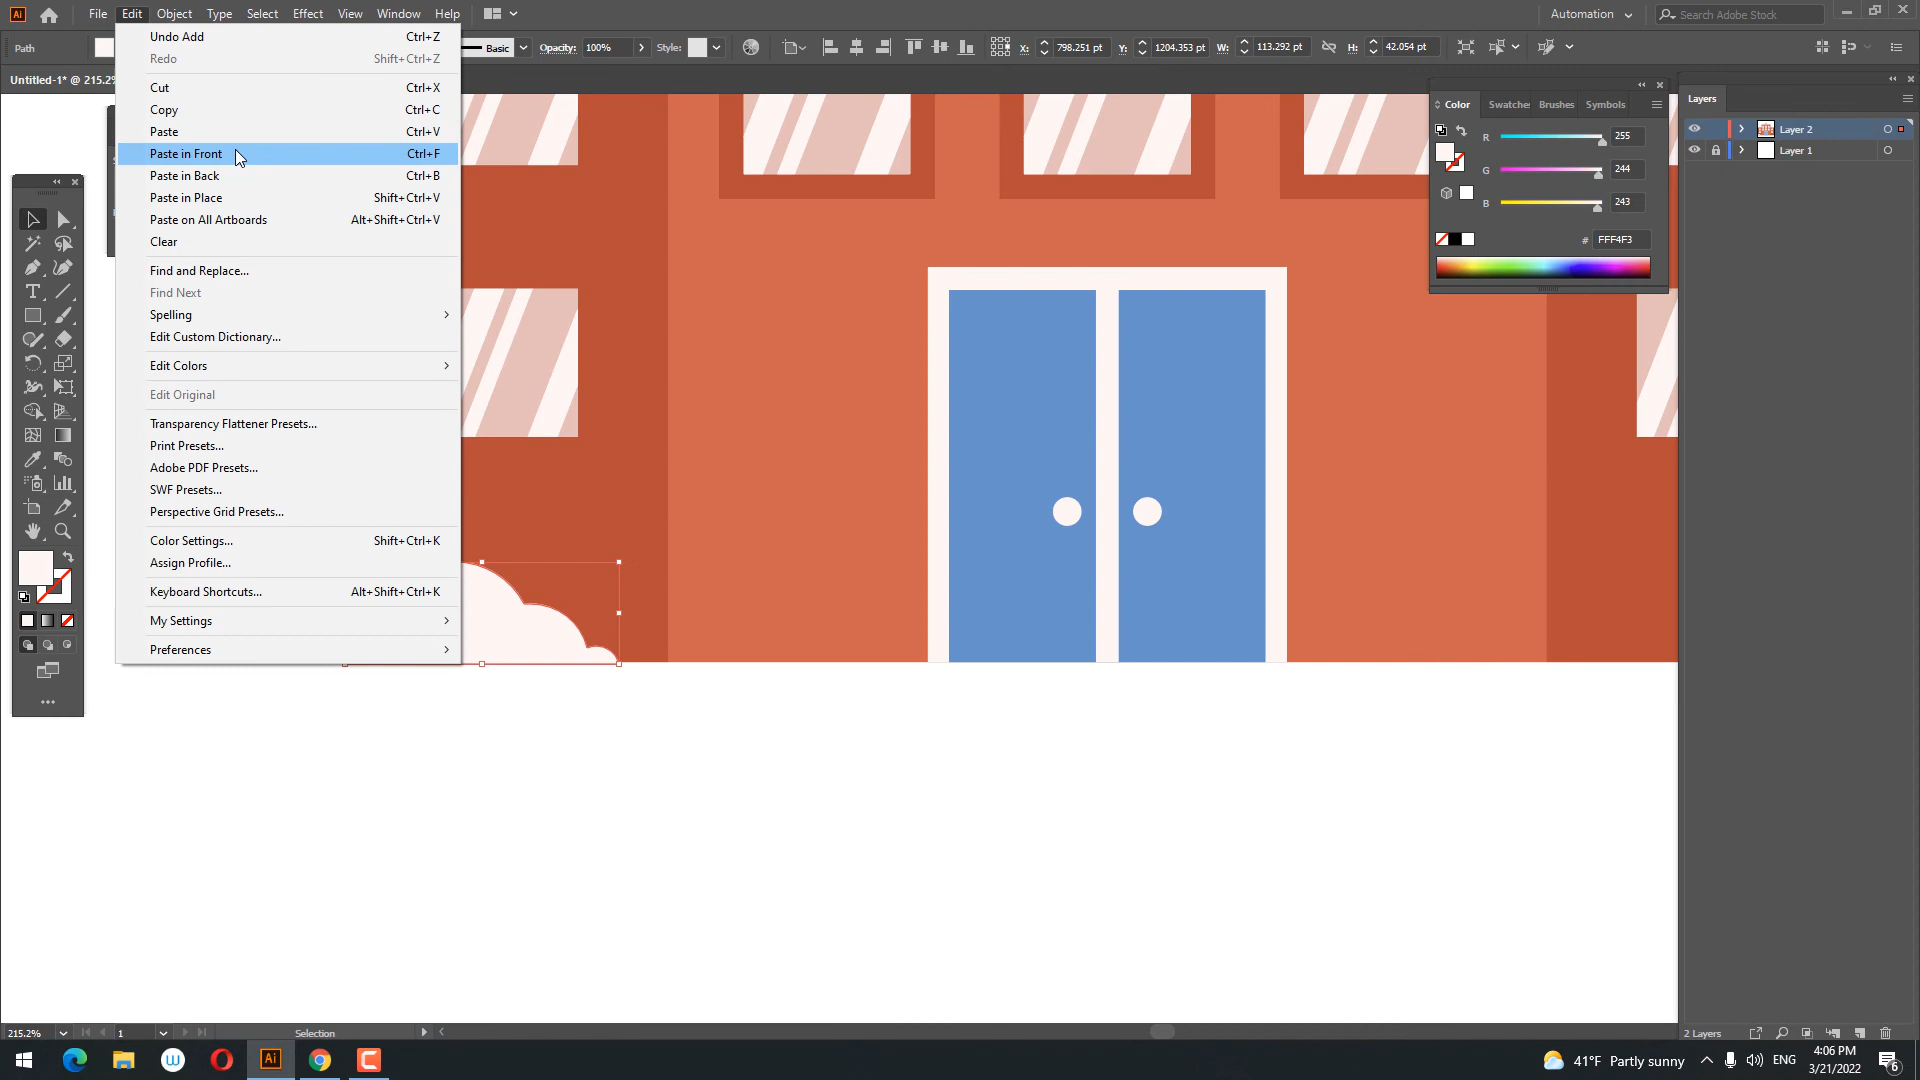 Ai File Edit Object Type Select Effect View Window Help Automation Search Adobe Stock
Path Basic Opacity: 100% Style: X: 798.251 pt Y: 1204.353 pt W: 113.292 pt H: 42.054 pt
Untitled-1* @ 215.2%
Undo Add Ctrl+Z
Redo Shift+Ctrl+Z
Cut Ctrl+X
Copy Ctrl+C
Paste Ctrl+V
Paste in Front Ctrl+F
Paste in Back Ctrl+B
Paste in Place Shift+Ctrl+V
Paste on All Artboards Alt+Shift+Ctrl+V
Clear
Find and Replace...
Find Next
Spelling
Edit Custom Dictionary...
Edit Colors
Edit Original
Transparency Flattener Presets...
Print Presets...
Adobe PDF Presets...
SWF Presets...
Perspective Grid Presets...
Color Settings... Shift+Ctrl+K
Assign Profile...
Keyboard Shortcuts... Alt+Shift+Ctrl+K
My Settings
Preferences
Color Swatches Brushes Symbols
R 255
G 244
B 243
# FFF4F3
Layers
Layer 2
Layer 1
215.2% 1 Selection 2 Layers
Ai 41°F Partly sunny ENG 4:06 PM
3/21/2022 6